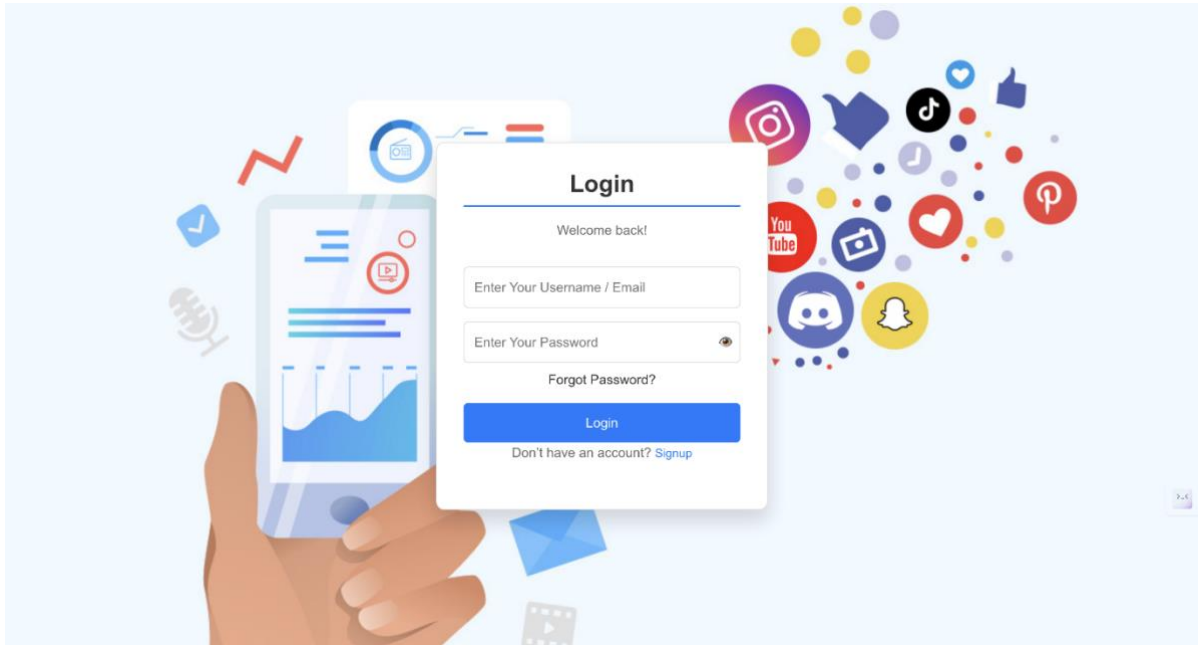 Login
Welcome back!
Enter Your Username / Email
You
Tube
Enter Your Password
Forgot Password?
Login
Don't have an account? Signup